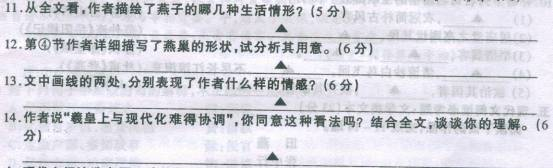 11.从全文看,作者描绘了燕子的哪几种生活情形？(5分)
▲
12.第④节作者详细描写了燕巢的形状,试分析其用意。(6分)
▲
13.文中画线的两处,分别表现了作者什么样的情感？(6分)
▲
14.作者说“羲皇上与现代化难得协调”,你同意这种看法吗？结合全文,谈谈你的理解。(6
分)
▲